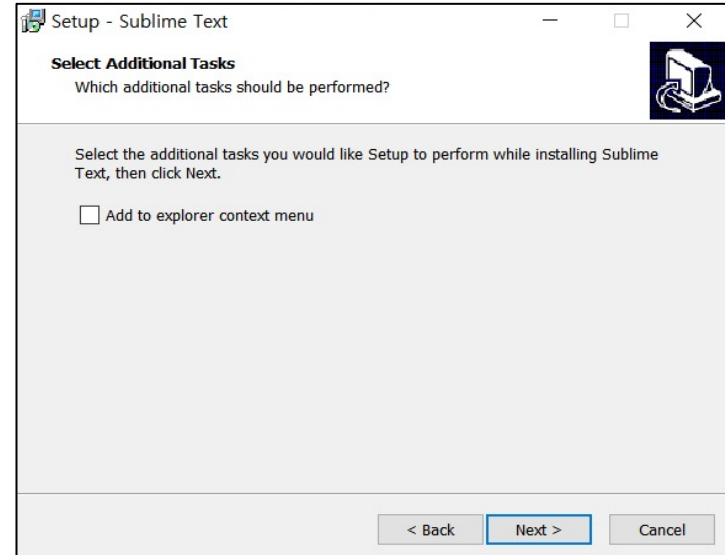 Setup - Sublime Text
Select Additional Tasks
Which additional tasks should be performed?
Select the additional tasks you would like Setup to perform while installing Sublime
Text, then click Next.
Add to explorer context menu
< Back
Next >
Cancel